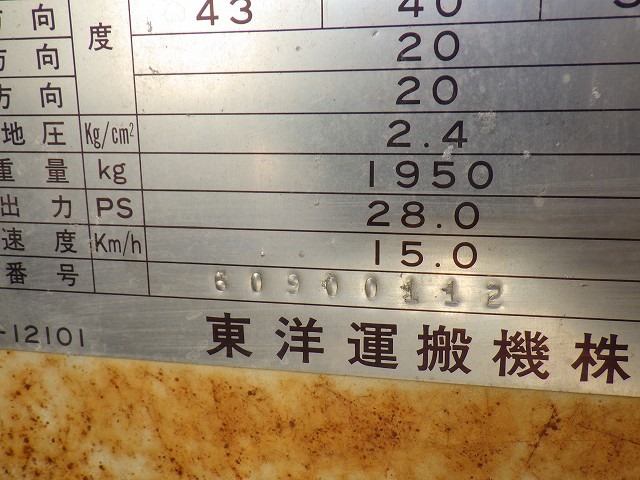 方向 度 43 40
方向 20
方向 20
地圧 Kg/cm² 2.4
重量 kg 1950
出力 PS 28.0
速度 Km/h 15.0
番号 60900112
-12101 東洋運搬機株